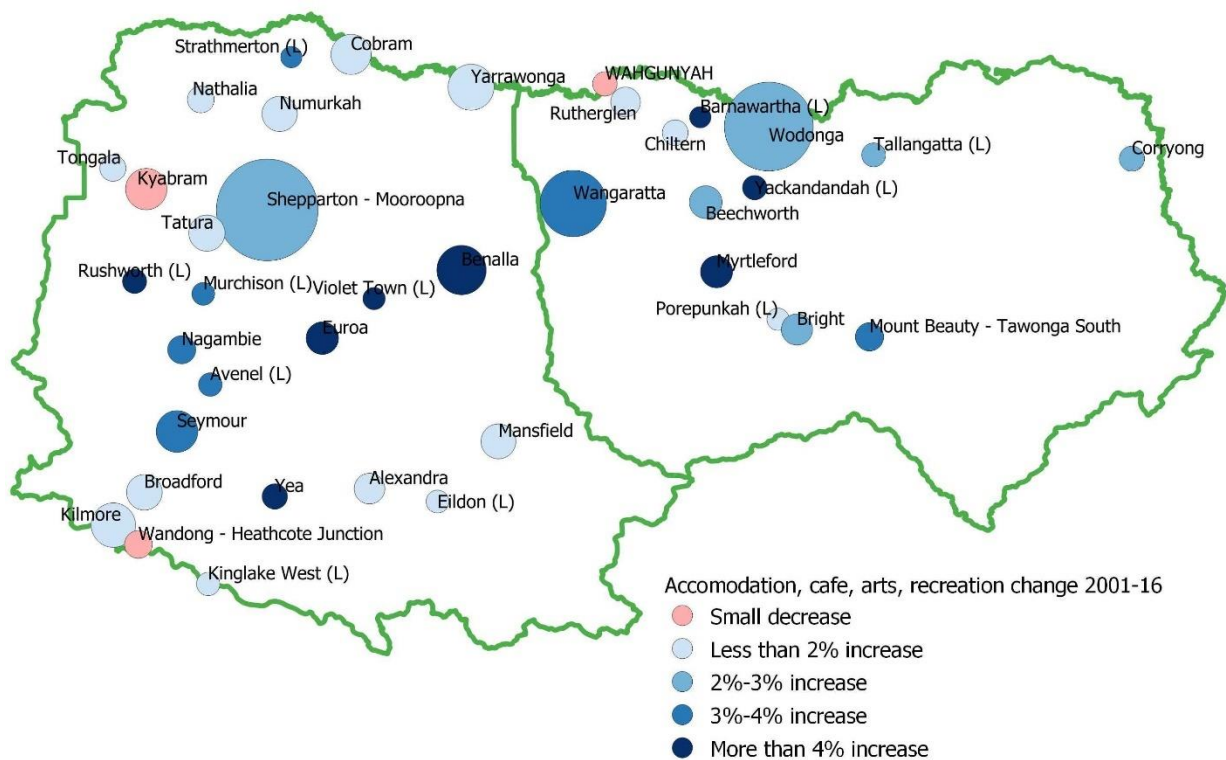 Strathmerton (L)
Cobram
Nathalia
Numurkah
Yarrawonga
WAHGUNYAH
Rutherglen
Barnawartha (L)
Chiltern
Wodonga
Tallangatta (L)
Corryong
Tongala
Kyabram
Shepparton - Mooroopna
Tatura
Wangaratta
Yackandandah (L)
Beechworth
Rushworth (L)
Murchison (L)
Violet Town (L)
Benalla
Myrtleford
Euroa
Nagambie
Avenel (L)
Porepunkah (L)
Bright
Mount Beauty - Tawonga South
Seymour
Mansfield
Broadford
Yea
Alexandra
Eildon (L)
Kilmore
Wandong - Heathcote Junction
Kinglake West (L)
Accomodation, cafe, arts, recreation change 2001-16
Small decrease
Less than 2% increase
2%-3% increase
3%-4% increase
More than 4% increase